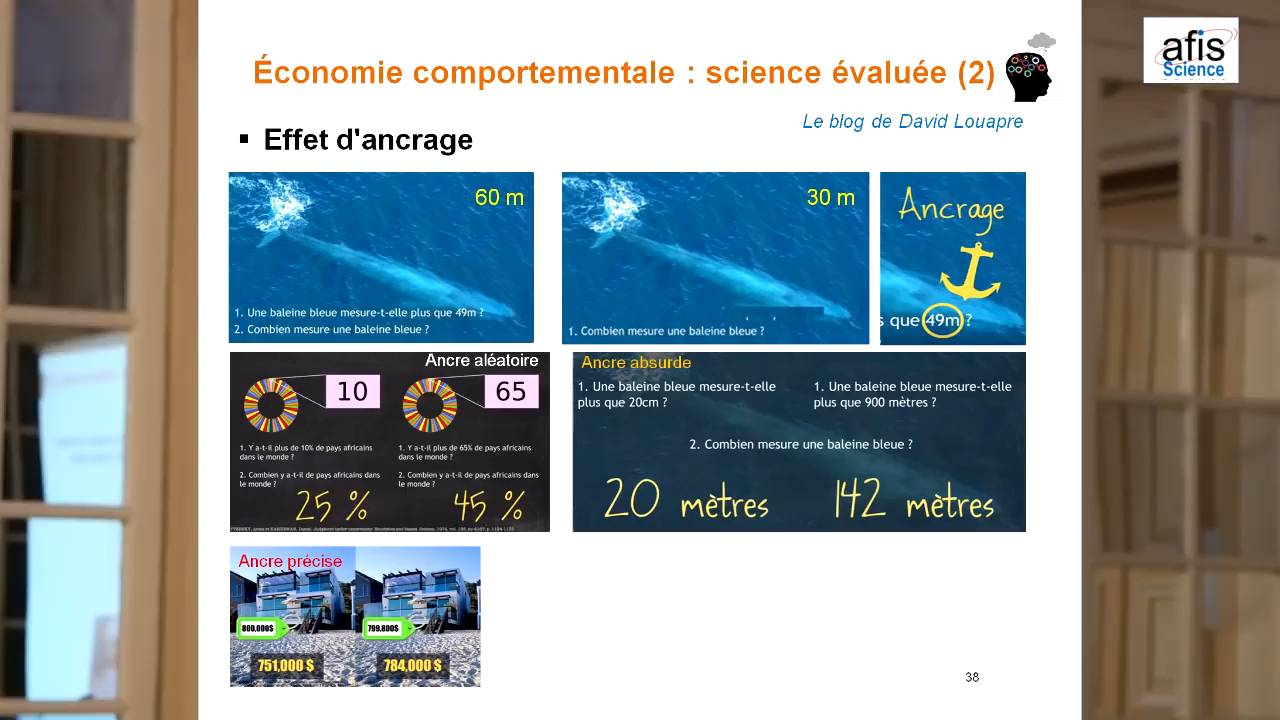 Économie comportementale : science évaluée (2)
afis
Science
Le blog de David Louapre
Effet d'ancrage
60 m
1. Une baleine bleue mesure-t-elle plus que 49m ?
2. Combien mesure une baleine bleue ?
30 m
1. Combien mesure une baleine bleue ?
Ancrage
s que 49m ?
Ancre aléatoire
10
65
1. Y a-t-il plus de 10% de pays africains
dans le monde ?
2. Combien y a-t-il de pays africains dans
le monde ?
25 %
1. Y a-t-il plus de 65% de pays africains
dans le monde ?
2. Combien y a-t-il de pays africains dans
le monde ?
45 %
Ancre absurde
1. Une baleine bleue mesure-t-elle
plus que 20cm ?
1. Une baleine bleue mesure-t-elle
plus que 900 mètres ?
2. Combien mesure une baleine bleue ?
20 mètres
142 mètres
Ancre précise
800,000$
799,800$
751,000 $
784,000 $
38